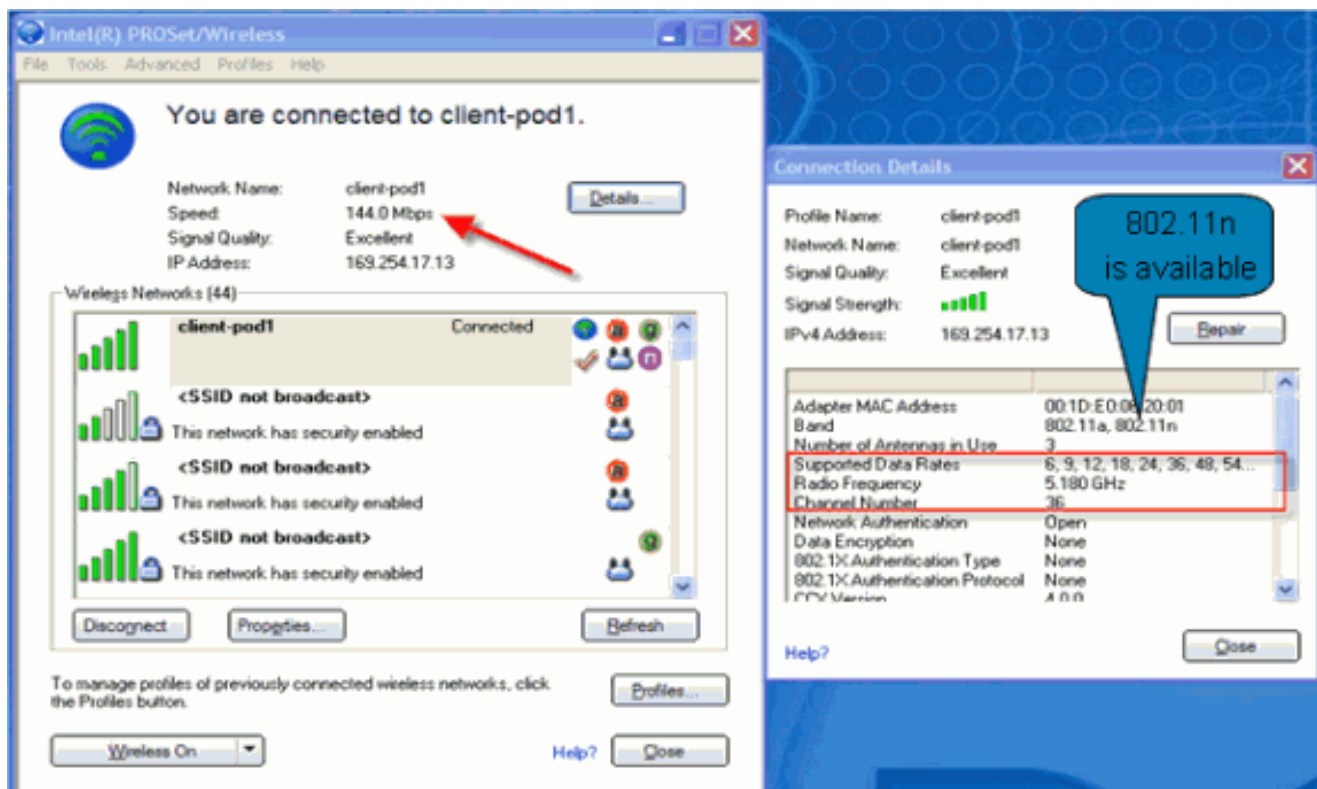 Intel(R) PROSet/Wireless
File Tools Advanced Profiles Help
You are connected to client-pod1.
Network Name: client-pod1
Speed: 144.0 Mbps
Signal Quality: Excellent
IP Address: 169.254.17.13
Details...
Wireless Networks (44)
client-pod1 Connected
a g
n
<SSID not broadcast>
a
This network has security enabled
<SSID not broadcast>
a
This network has security enabled
<SSID not broadcast>
g
This network has security enabled
Disconnect Properties... Refresh
To manage profiles of previously connected wireless networks, click
the Profiles button.
Profiles...
Wireless On Help? Close
Connection Details
Profile Name: client-pod1
Network Name: client-pod1
Signal Quality: Excellent
Signal Strength:
IPv4 Address: 169.254.17.13
Repair
802.11n
is available
Adapter MAC Address 00:1D:E0:06:20:01
Band 802.11a, 802.11n
Number of Antennas in Use 3
Supported Data Rates 6, 9, 12, 18, 24, 36, 48, 54...
Radio Frequency 5.180 GHz
Channel Number 36
Network Authentication Open
Data Encryption None
802.1X Authentication Type None
802.1X Authentication Protocol None
CCX Version 4.0.0
Help? Close